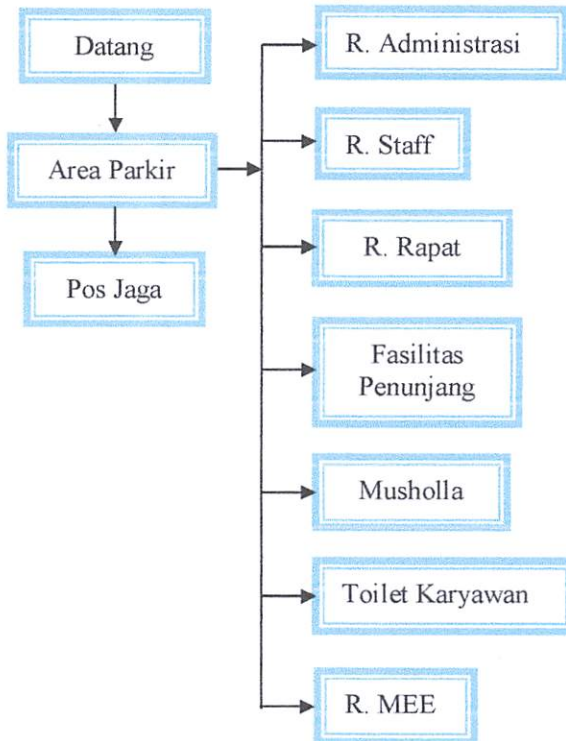 Datang
Area Parkir
Pos Jaga
R. Administrasi
R. Staff
R. Rapat
Fasilitas
Penunjang
Musholla
Toilet Karyawan
R. MEE